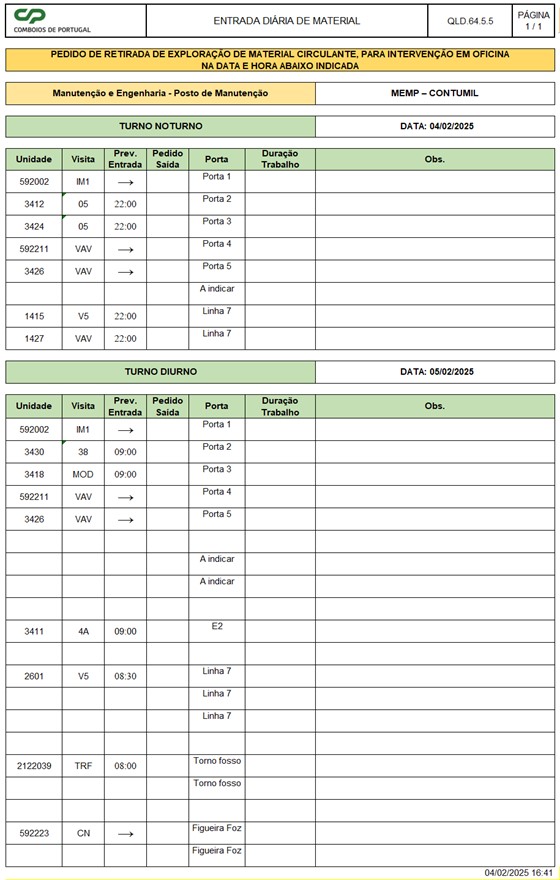 CP
COMBOIOS DE PORTUGAL
ENTRADA DIÁRIA DE MATERIAL
QLD.64.5.5
PÁGINA
1 / 1
PEDIDO DE RETIRADA DE EXPLORAÇÃO DE MATERIAL CIRCULANTE, PARA INTERVENÇÃO EM OFICINA
NA DATA E HORA ABAIXO INDICADA
Manutenção e Engenharia - Posto de Manutenção MEMP – CONTUMIL
TURNO NOTURNO DATA: 04/02/2025
Unidade Visita Prev. Entrada Pedido Saída Porta Duração Trabalho Obs.
592002 IM1 → Porta 1
3412 05 22:00 Porta 2
3424 05 22:00 Porta 3
592211 VAV → Porta 4
3426 VAV → Porta 5
A indicar
1415 V5 22:00 Linha 7
1427 VAV 22:00 Linha 7
TURNO DIURNO DATA: 05/02/2025
Unidade Visita Prev. Entrada Pedido Saída Porta Duração Trabalho Obs.
592002 IM1 → Porta 1
3430 38 09:00 Porta 2
3418 MOD 09:00 Porta 3
592211 VAV → Porta 4
3426 VAV → Porta 5
A indicar
A indicar
3411 4A 09:00 E2
2601 V5 08:30 Linha 7
Linha 7
Linha 7
2122039 TRF 08:00 Torno fosso
Torno fosso
592223 CN → Figueira Foz
Figueira Foz
04/02/2025 16:41